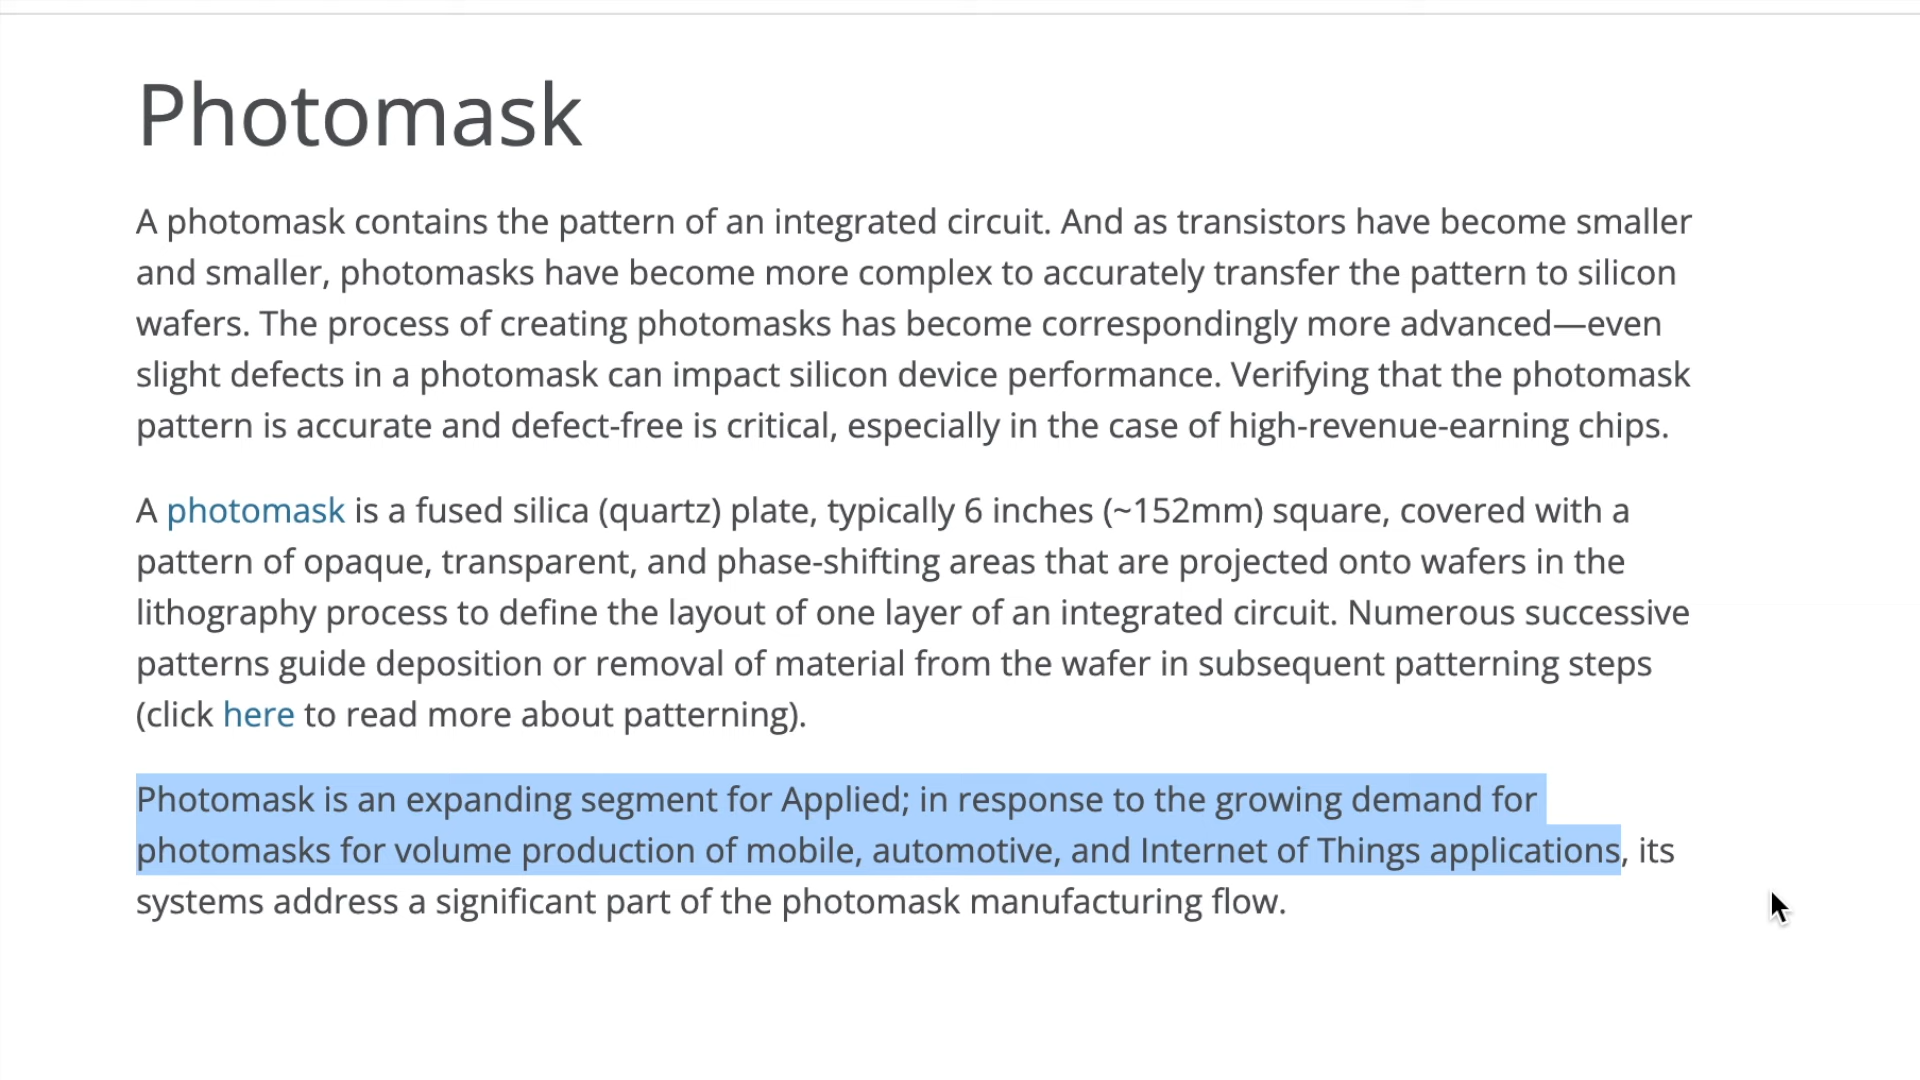 Photomask
A photomask contains the pattern of an integrated circuit. And as transistors have become smaller
and smaller, photomasks have become more complex to accurately transfer the pattern to silicon
wafers. The process of creating photomasks has become correspondingly more advanced—even
slight defects in a photomask can impact silicon device performance. Verifying that the photomask
pattern is accurate and defect-free is critical, especially in the case of high-revenue-earning chips.
A photomask is a fused silica (quartz) plate, typically 6 inches (~152mm) square, covered with a
pattern of opaque, transparent, and phase-shifting areas that are projected onto wafers in the
lithography process to define the layout of one layer of an integrated circuit. Numerous successive
patterns guide deposition or removal of material from the wafer in subsequent patterning steps
(click here to read more about patterning).
Photomask is an expanding segment for Applied; in response to the growing demand for
photomasks for volume production of mobile, automotive, and Internet of Things applications, its
systems address a significant part of the photomask manufacturing flow.